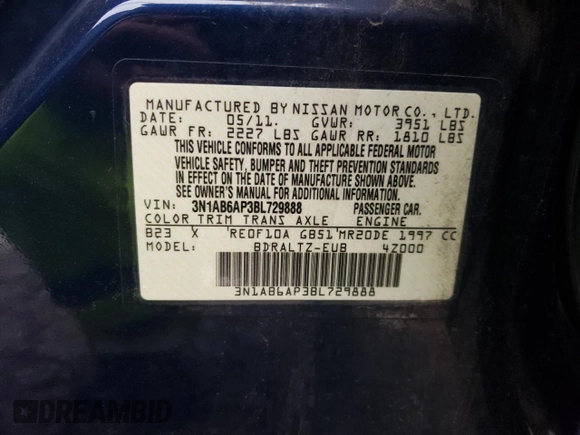 MANUFACTURED BY NISSAN MOTOR CO., LTD.
DATE: 05/11. GVWR: 3951 LBS
GAWR FR: 2227 LBS GAWR RR: 1810 LBS
THIS VEHICLE CONFORMS TO ALL APPLICABLE FEDERAL MOTOR
VEHICLE SAFETY, BUMPER AND THEFT PREVENTION STANDARDS
IN EFFECT ON THE DATE OF MANUFACTURE SHOWN ABOVE.
SEE OWNER'S MANUAL FOR ADDITIONAL INFORMATION.
VIN: 3N1AB6AP3BL729888 PASSENGER CAR.
COLOR TRIM TRANS AXLE ENGINE
B23 X RE0F10A GB51 MR20DE 1997 CC
MODEL: BDRALTZ-EUB 4Z000
3N1AB6AP3BL729888
DREAMBID